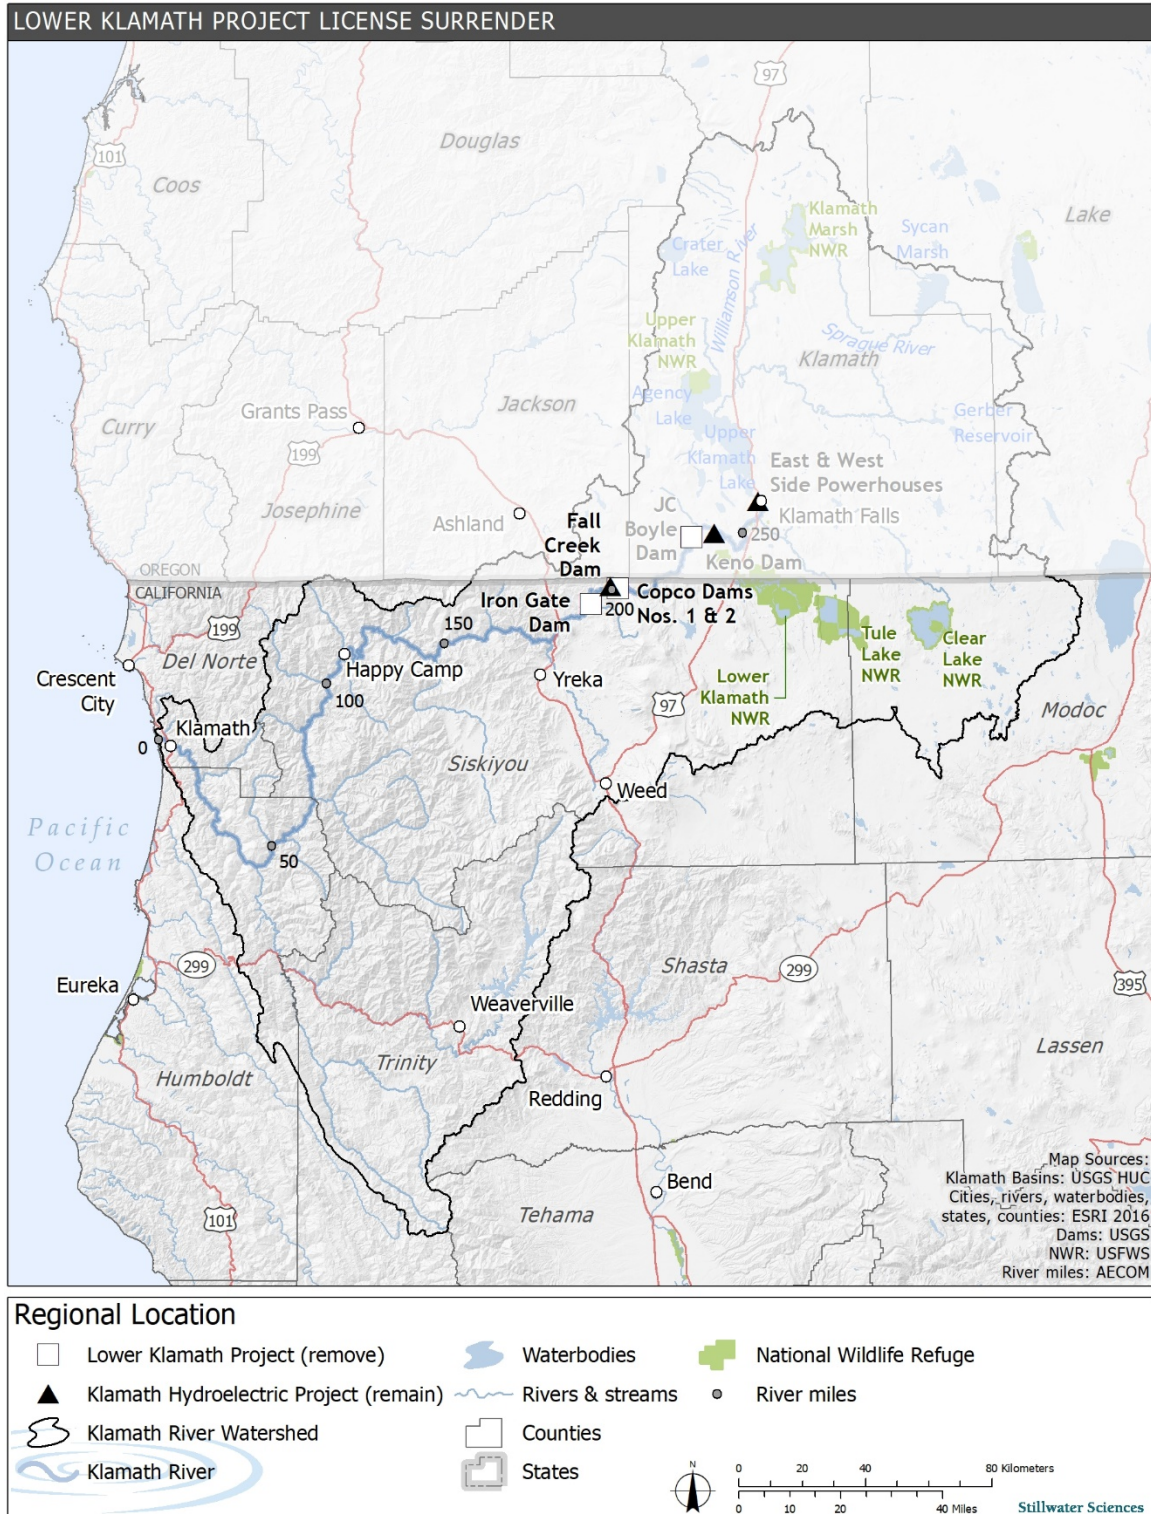 LOWER KLAMATH PROJECT LICENSE SURRENDER
97
101
Douglas
Coos
Lake
Klamath
Marsh
NWR
Sycan
Marsh
Crater
Lake
Williamson River
Upper
Klamath
NWR
Sprague River
Klamath
Agency
Lake
Jackson
Gerber
Reservoir
Grants Pass
Curry
199
Upper
Klamath
Lake
East & West
Side Powerhouses
Josephine
JC
Boyle
Dam
Klamath Falls
Ashland
Fall
Creek
Dam
250
Keno Dam
OREGON
CALIFORNIA
Iron Gate
Dam
200
Copco Dams
Nos. 1 & 2
199
150
Del Norte
Happy Camp
Tule
Lake
NWR
Clear
Lake
NWR
Crescent
City
Yreka
Lower
Klamath
NWR
100
97
Modoc
Klamath
0
Siskiyou
Weed
Pacific
Ocean
50
299
Shasta
299
395
Eureka
Weaverville
Trinity
Lassen
Humboldt
Redding
Bend
101
Tehama
Map Sources:
Klamath Basins: USGS HUC
Cities, rivers, waterbodies,
states, counties: ESRI 2016
Dams: USGS
NWR: USFWS
River miles: AECOM
Regional Location
Lower Klamath Project (remove)
Klamath Hydroelectric Project (remain)
Klamath River Watershed
Klamath River
Waterbodies
Rivers & streams
Counties
States
National Wildlife Refuge
River miles
N
0 20 40 80 Kilometers
0 10 20 40 Miles
Stillwater Sciences